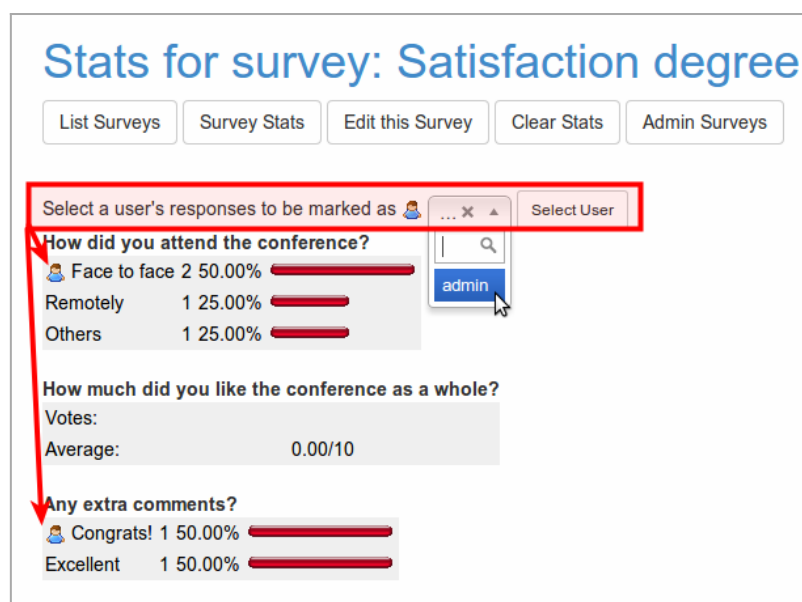 Stats for survey: Satisfaction degree
List Surveys Survey Stats Edit this Survey Clear Stats Admin Surveys
Select a user's responses to be marked as ... Select User
How did you attend the conference?
Face to face 2 50.00%
admin
Remotely 1 25.00%
Others 1 25.00%
How much did you like the conference as a whole?
Votes:
Average: 0.00/10
Any extra comments?
Congrats! 1 50.00%
Excellent 1 50.00%